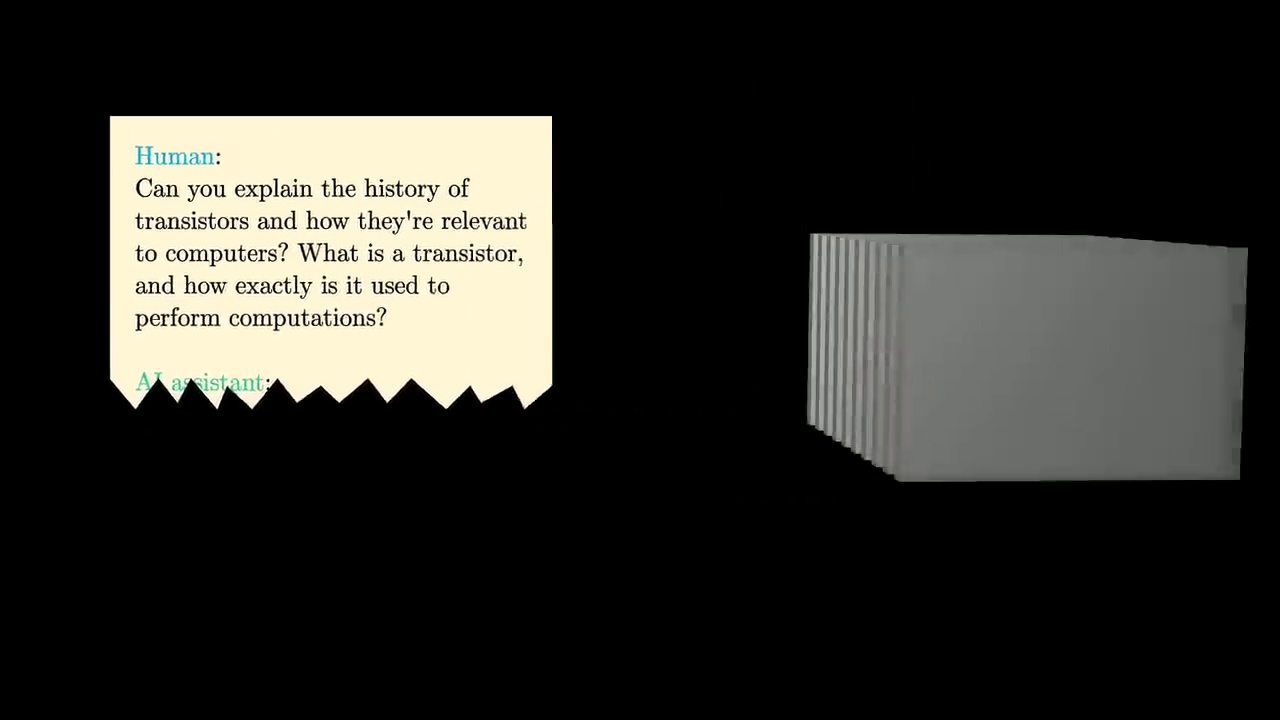 Human:
Can you explain the history of
transistors and how they're relevant
to computers? What is a transistor,
and how exactly is it used to
perform computations?
AI assistant: